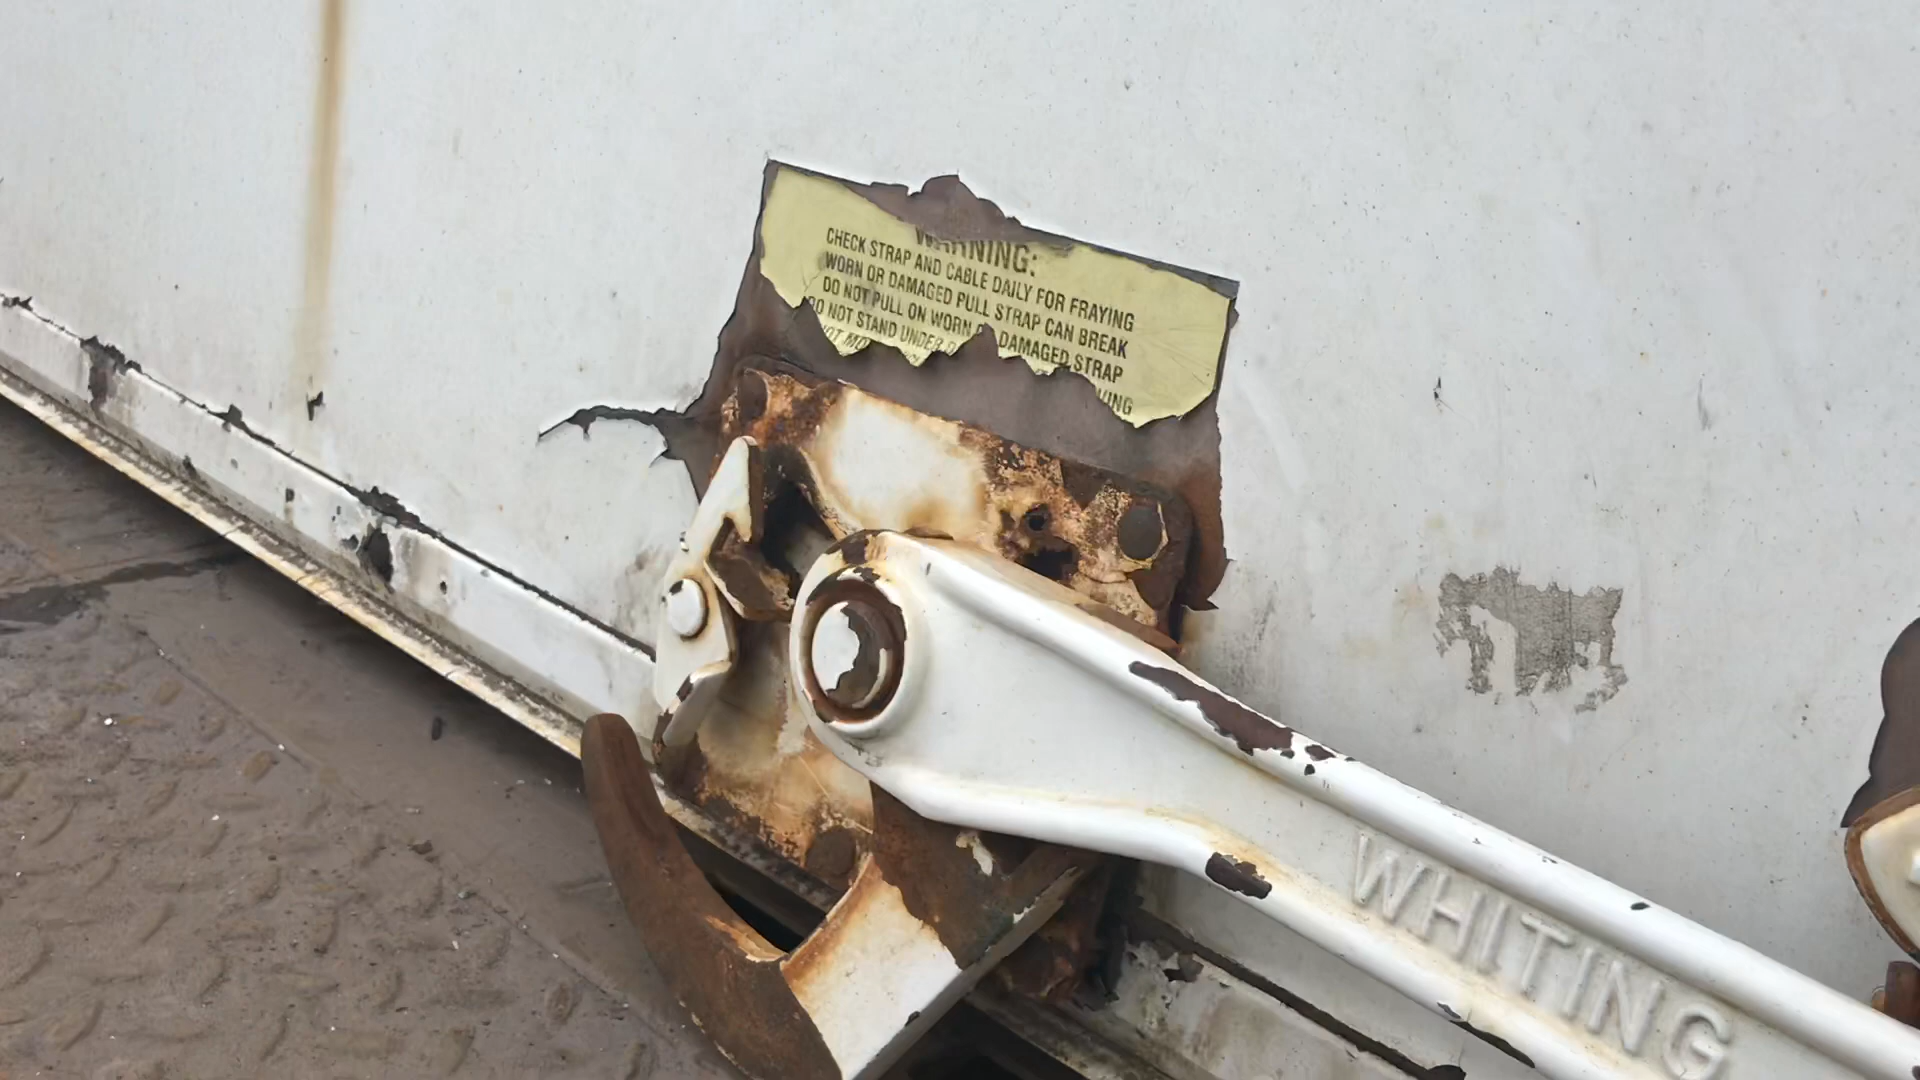 WARNING:
CHECK STRAP AND CABLE DAILY FOR FRAYING
WORN OR DAMAGED PULL STRAP CAN BREAK
DO NOT PULL ON WORN OR DAMAGED STRAP
DO NOT STAND UNDER
WHITING